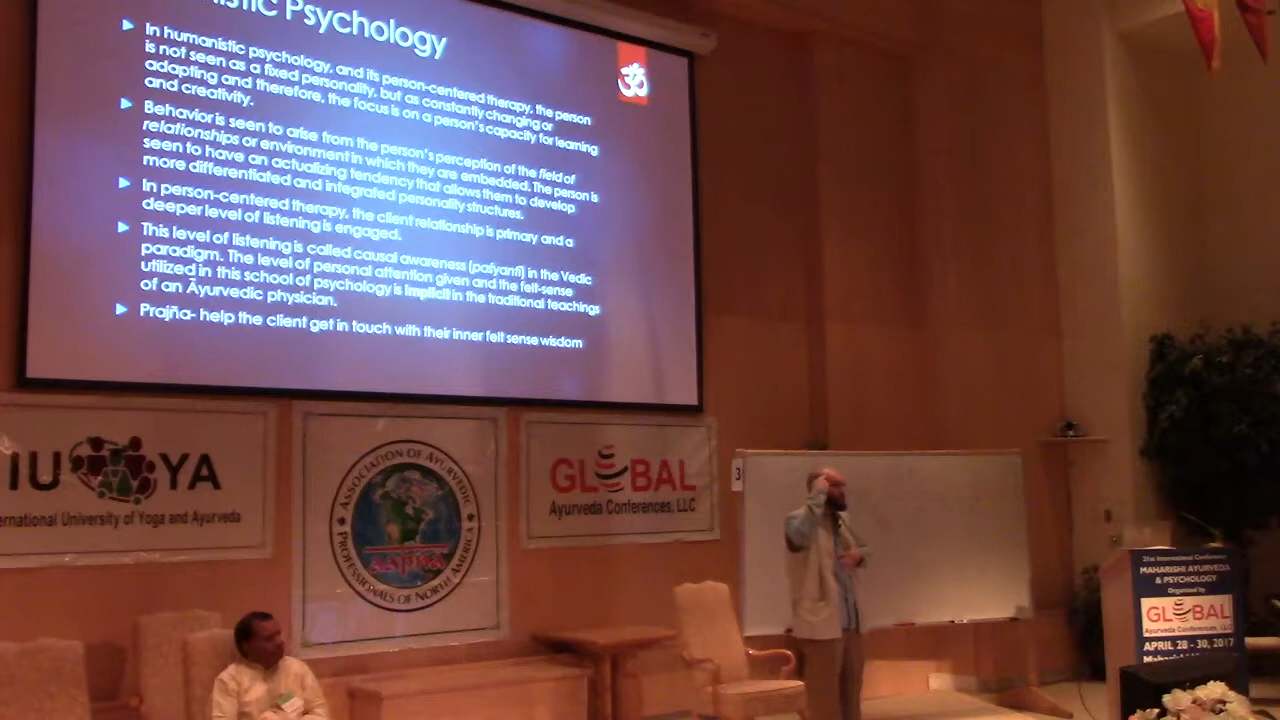 istic Psychology
In humanistic psychology, and its person-centered therapy, the person
is not seen as a fixed personality, but as constantly changing or
adapting and therefore, the focus is on a person's capacity for learning
and creativity.
Behavior is seen to arise from the person's perception of the field of
relationships or environment in which they are embedded. The person is
seen to have an actualizing tendency that allows them to develop
more differentiated and integrated personality structures.
In person-centered therapy, the client relationship is primary and a
deeper level of listening is engaged.
This level of listening is called causal awareness (paśyantī) in the Vedic
paradigm. The level of personal attention given and the felt-sense
utilized in this school of psychology is implicit in the traditional teachings
of an Āyurvedic physician.
Prajña- help the client get in touch with their inner felt sense wisdom
ॐ
IU YA
ernational University of Yoga and Ayurveda
ASSOCIATION OF AYURVEDIC
PROFESSIONALS OF NORTH AMERICA
AAPNA
GLOBAL
Ayurveda Conferences, LLC
3
21st International Conference
MAHARISHI AYURVEDA
& PSYCHOLOGY
Organized by
GLOBAL
Ayurveda Conferences, LLC
APRIL 28 - 30, 2017